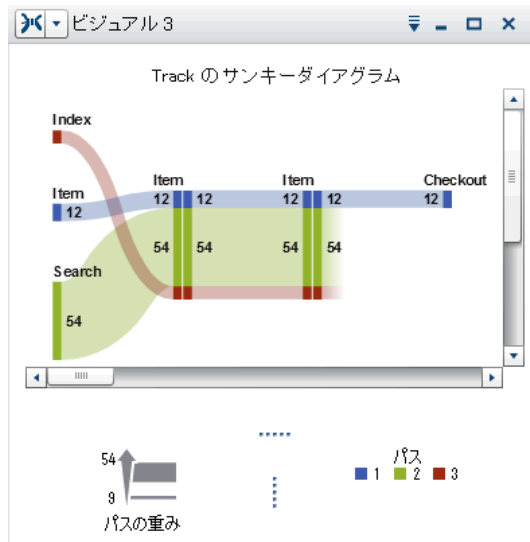 ビジュアル 3
Track のサンキーダイアグラム
Index
Item
12
Search
54
Item
12 12
54 54
Item
12 12
54 54
Checkout
12
54
9
パスの重み
パス
1 2 3